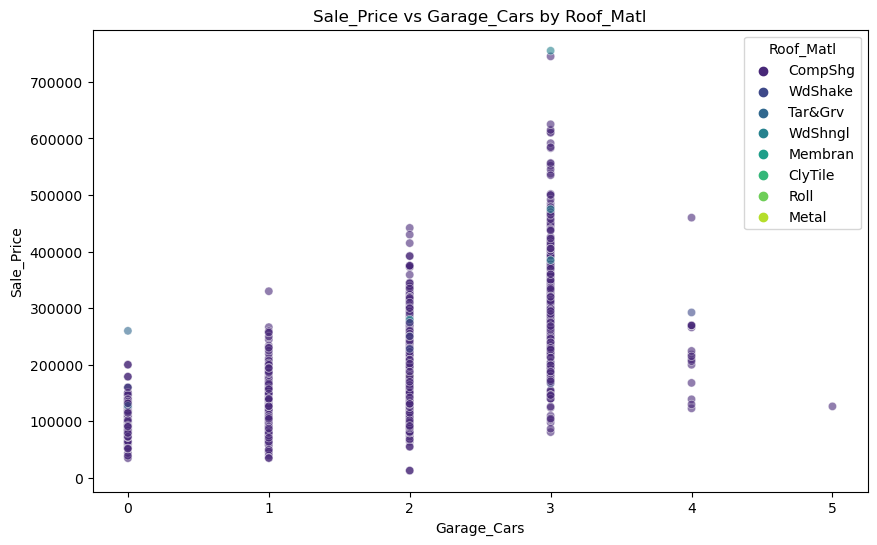 Sale_Price vs Garage_Cars by Roof_Matl
Roof_Matl
CompShg
WdShake
Tar&Grv
WdShngl
Membran
ClyTile
Roll
Metal
Sale_Price
700000
600000
500000
400000
300000
200000
100000
0
0 1 2 3 4 5
Garage_Cars